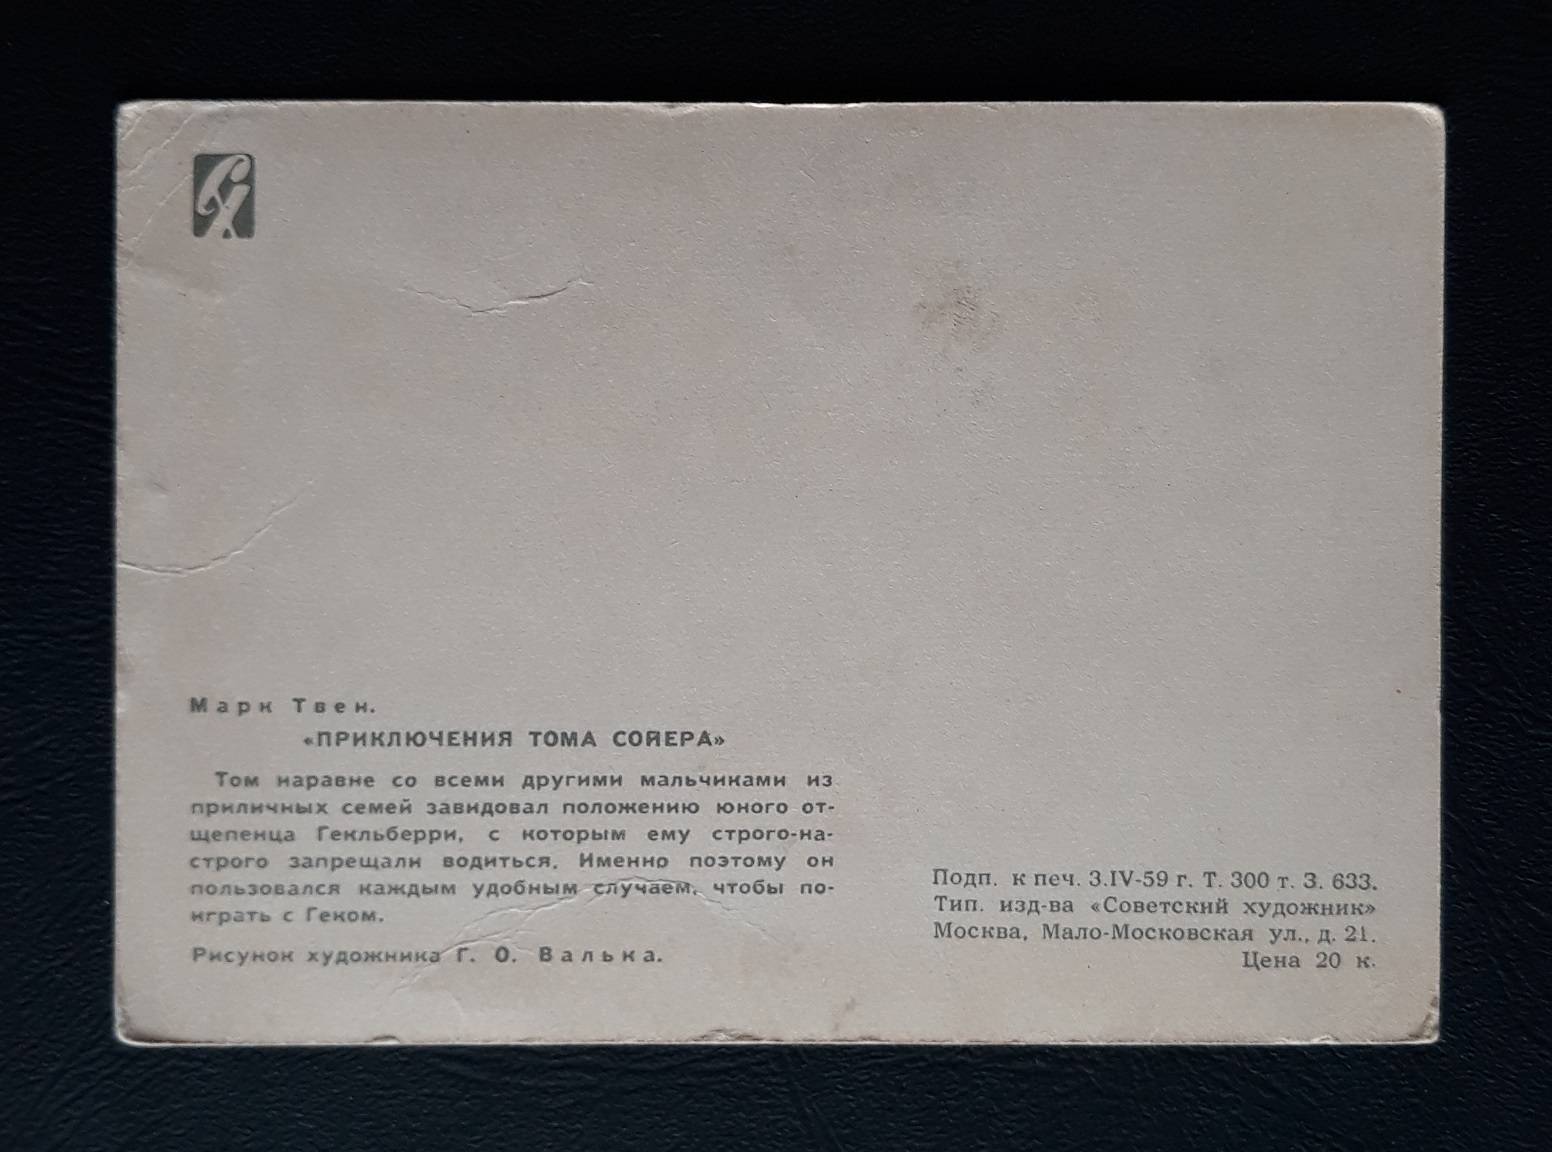 СХ
Марк Твен.
«ПРИКЛЮЧЕНИЯ ТОМА СОЙЕРА»
Том наравне со всеми другими мальчиками из
приличных семей завидовал положению юного от-
щепенца Гекльберри, с которым ему строго-на-
строго запрещали водиться. Именно поэтому он
пользовался каждым удобным случаем, чтобы по-
играть с Геком.
Рисунок художника Г. О. Валька.
Подп. к печ. 3.IV-59 г. Т. 300 т. З. 633.
Тип. изд-ва «Советский художник»
Москва, Мало-Московская ул., д. 21.
Цена 20 к.